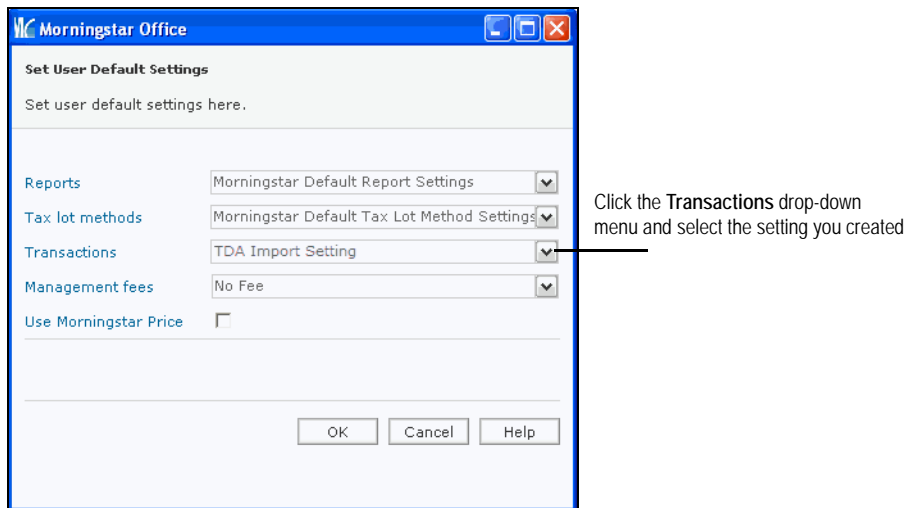 Morningstar Office
Set User Default Settings
Set user default settings here.
Reports Morningstar Default Report Settings
Tax lot methods Morningstar Default Tax Lot Method Settings
Transactions TDA Import Setting
Management fees No Fee
Use Morningstar Price
OK Cancel Help
Click the Transactions drop-down
menu and select the setting you created